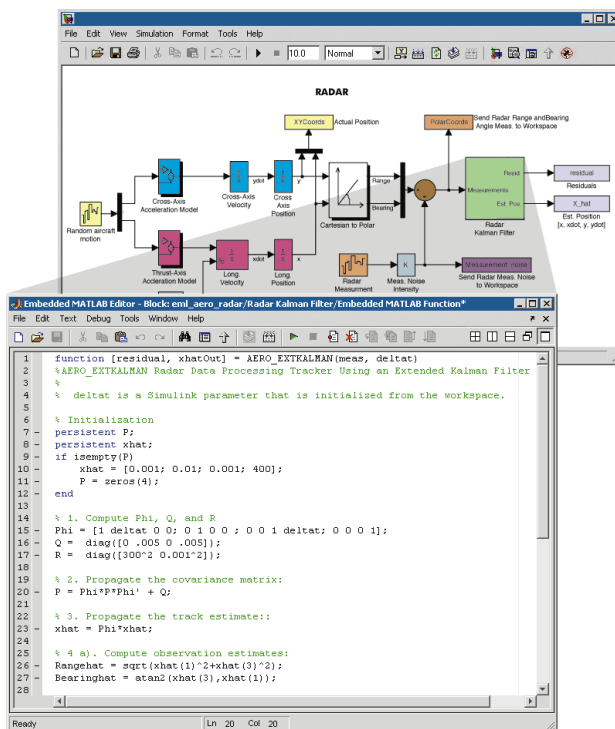 File Edit View Simulation Format Tools Help
10.0 Normal
RADAR
XYCoords Actual Position
PolarCoords Send Radar Range andBearing
Angle Meas. to Workspace
Random aircraft
motion
Cross-Axis
Acceleration Model
1/s
Cross-Axis
Velocity
ydot
1/s
Cross
Axis
Position
y
Thrust-Axis
Acceleration Model
1/s
Long.
Velocity
xdot
1/s
Long.
Position
x
A
Cartesian to Polar
Range
Bearing
Measurements
Resid
Est. Pos
Radar
Kalman Filter
residual
Residuals
X_hat
Est. Position
[x, xdot, y, ydot]
Radar
Measurment
K
Meas. Noise
Intensity
Measurement noise
Send Radar Meas. Noise
to Workspace
Embedded MATLAB Editor - Block: eml_aero_radar/Radar Kalman Filter/Embedded MATLAB Function*
File Edit Text Debug Tools Window Help
1 function [residual, xhatOut] = AERO_EXTKALMAN(meas, deltat)
2 %AERO_EXTKALMAN Radar Data Processing Tracker Using an Extended Kalman Filter
3 %
4 % deltat is a Simulink parameter that is initialized from the workspace.
5
6 % Initialization
7 - persistent P;
8 - persistent xhat;
9 - if isempty(P)
10 - xhat = [0.001; 0.01; 0.001; 400];
11 - P = zeros(4);
12 - end
13
14 % 1. Compute Phi, Q, and R
15 - Phi = [1 deltat 0 0; 0 1 0 0 ; 0 0 1 deltat; 0 0 0 1];
16 - Q = diag([0 .005 0 .005]);
17 - R = diag([300^2 0.001^2]);
18
19 % 2. Propagate the covariance matrix:
20 - P = Phi*P*Phi' + Q;
21
22 % 3. Propagate the track estimate::
23 - xhat = Phi*xhat;
24
25 % 4 a). Compute observation estimates:
26 - Rangehat = sqrt(xhat(1)^2+xhat(3)^2);
27 - Bearinghat = atan2(xhat(3),xhat(1));
28
Ready Ln 20 Col 20